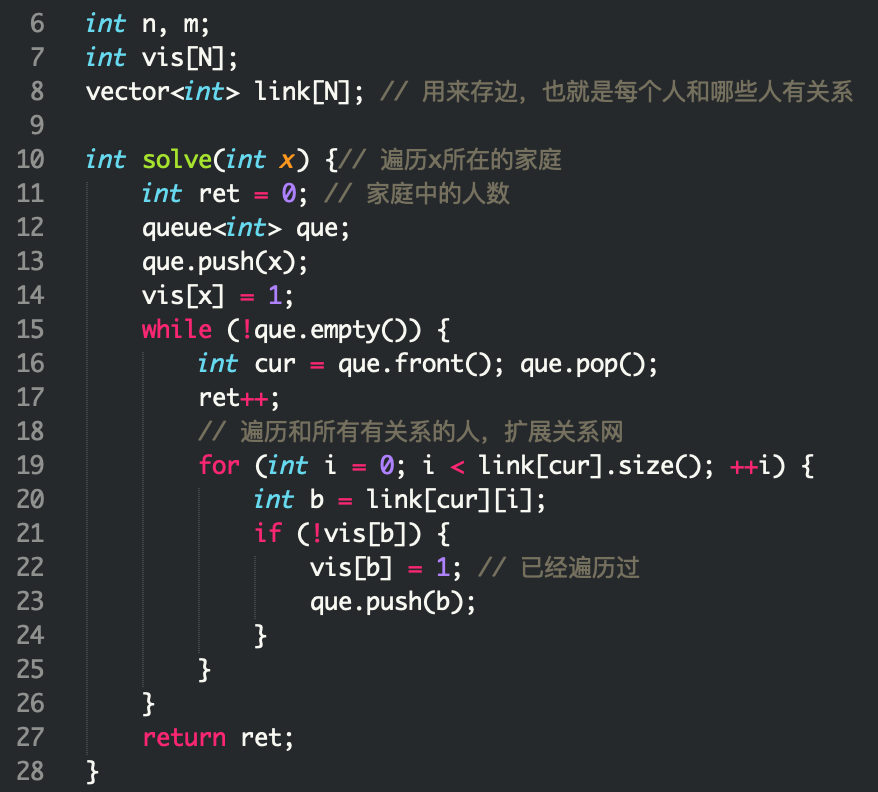 6 int n, m;
7 int vis[N];
8 vector<int> link[N]; // 用来存边，也就是每个人和哪些人有关系
9
10 int solve(int x) {// 遍历x所在的家庭
11     int ret = 0; // 家庭中的人数
12     queue<int> que;
13     que.push(x);
14     vis[x] = 1;
15     while (!que.empty()) {
16         int cur = que.front(); que.pop();
17         ret++;
18         // 遍历和所有有关系的人，扩展关系网
19         for (int i = 0; i < link[cur].size(); ++i) {
20             int b = link[cur][i];
21             if (!vis[b]) {
22                 vis[b] = 1; // 已经遍历过
23                 que.push(b);
24             }
25         }
26     }
27     return ret;
28 }